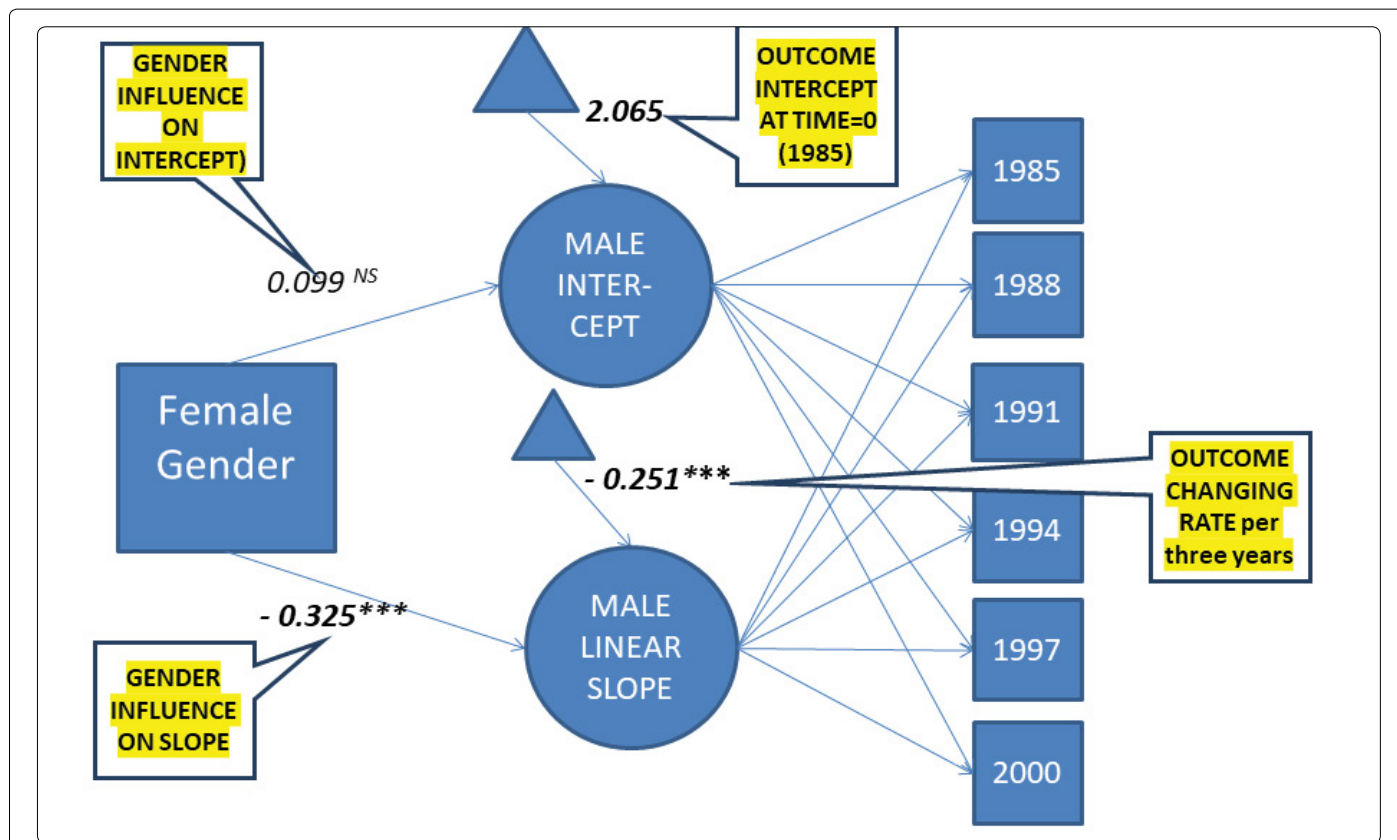 GENDER
INFLUENCE
ON
INTERCEPT)
2.065
OUTCOME
INTERCEPT
AT TIME=0
(1985)
0.099 NS
MALE
INTER-
CEPT
Female
Gender
- 0.251***
OUTCOME
CHANGING
RATE per
three years
- 0.325***
GENDER
INFLUENCE
ON SLOPE
MALE
LINEAR
SLOPE
1985
1988
1991
1994
1997
2000